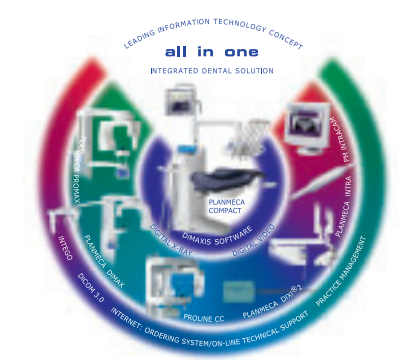 LEADING INFORMATION TECHNOLOGY CONCEPT
all in one
INTEGRATED DENTAL SOLUTION
PLANMECA PROMAX
PM INTRACAM
PLANMECA
COMPACT
PLANMECA INTRA
DIMAXIS SOFTWARE
DIGITAL X-RAY
DIGITAL VIDEO
PLANMECA DIMAX
PROLINE CC
PLANMECA DIXI®2
INTEGO
DICOM 3.0
INTERNET: ORDERING SYSTEM/ON-LINE TECHNICAL SUPPORT
PRACTICE MANAGEMENT